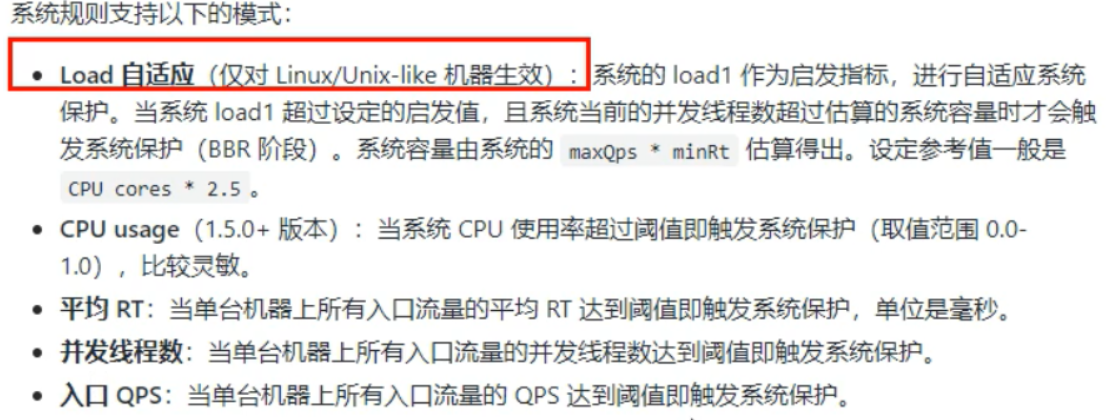 系统规则支持以下的模式：
• Load 自适应（仅对 Linux/Unix-like 机器生效）：系统的 load1 作为启发指标，进行自适应系统
保护。当系统 load1 超过设定的启发值，且系统当前的并发线程数超过估算的系统容量时才会触
发系统保护（BBR 阶段）。系统容量由系统的 maxQps * minRt 估算得出。设定参考值一般是
CPU cores * 2.5。
• CPU usage（1.5.0+ 版本）：当系统 CPU 使用率超过阈值即触发系统保护（取值范围 0.0-
1.0），比较灵敏。
• 平均 RT：当单台机器上所有入口流量的平均 RT 达到阈值即触发系统保护，单位是毫秒。
• 并发线程数：当单台机器上所有入口流量的并发线程数达到阈值即触发系统保护。
• 入口 QPS：当单台机器上所有入口流量的 QPS 达到阈值即触发系统保护。